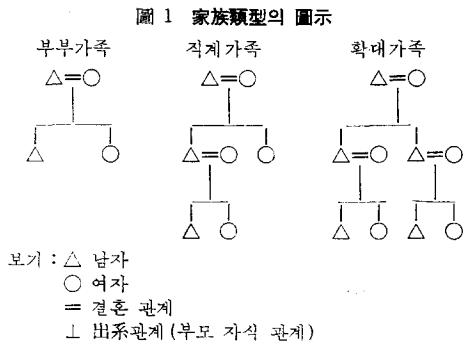 圖 1 家族類型의 圖示
부부가족 직계가족 확대가족
보기 : △ 남자
○ 여자
= 결혼 관계
⊥ 出系관계 (부모 자식 관계)